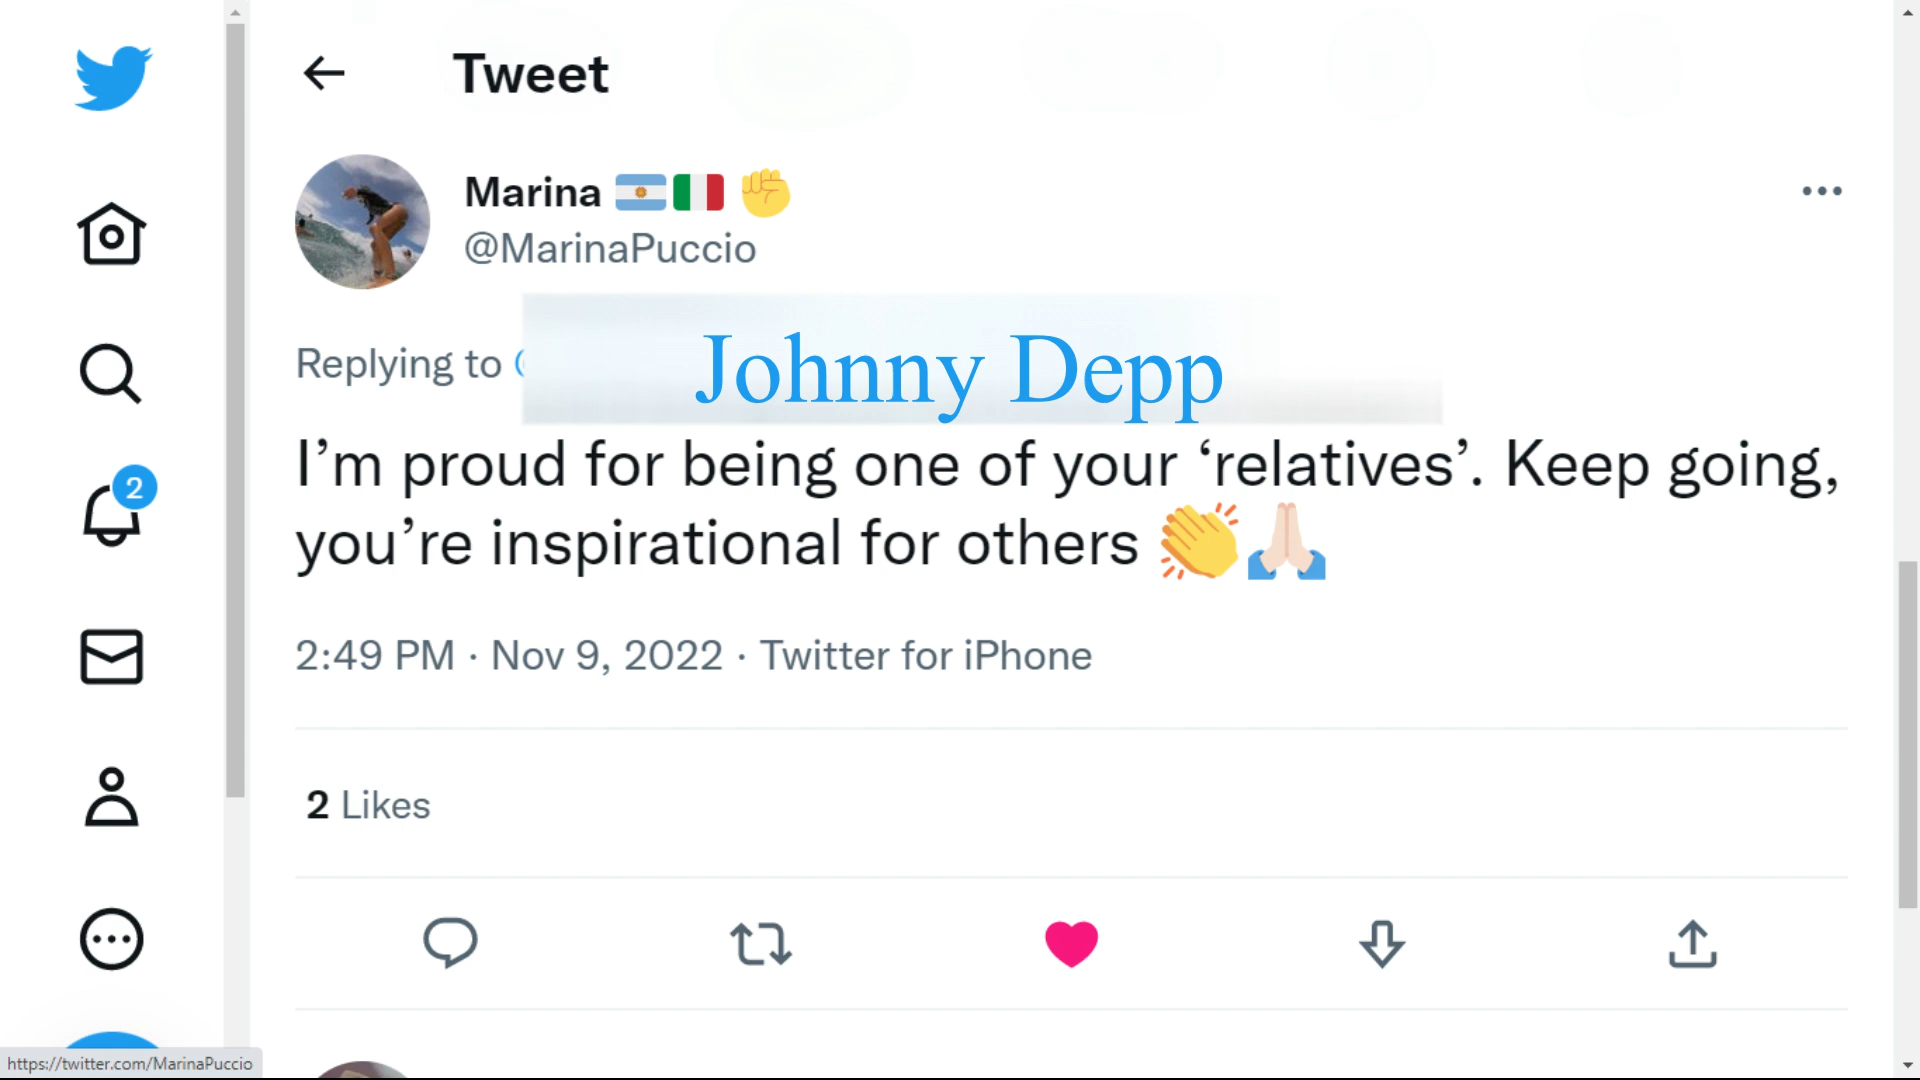 Tweet
Marina 🇦🇷🇮🇹 ✊
@MarinaPuccio
Replying to
Johnny Depp
I’m proud for being one of your ‘relatives’. Keep going,
you’re inspirational for others 👏🙏🏻
2:49 PM · Nov 9, 2022 · Twitter for iPhone
2 Likes
2
https://twitter.com/MarinaPuccio